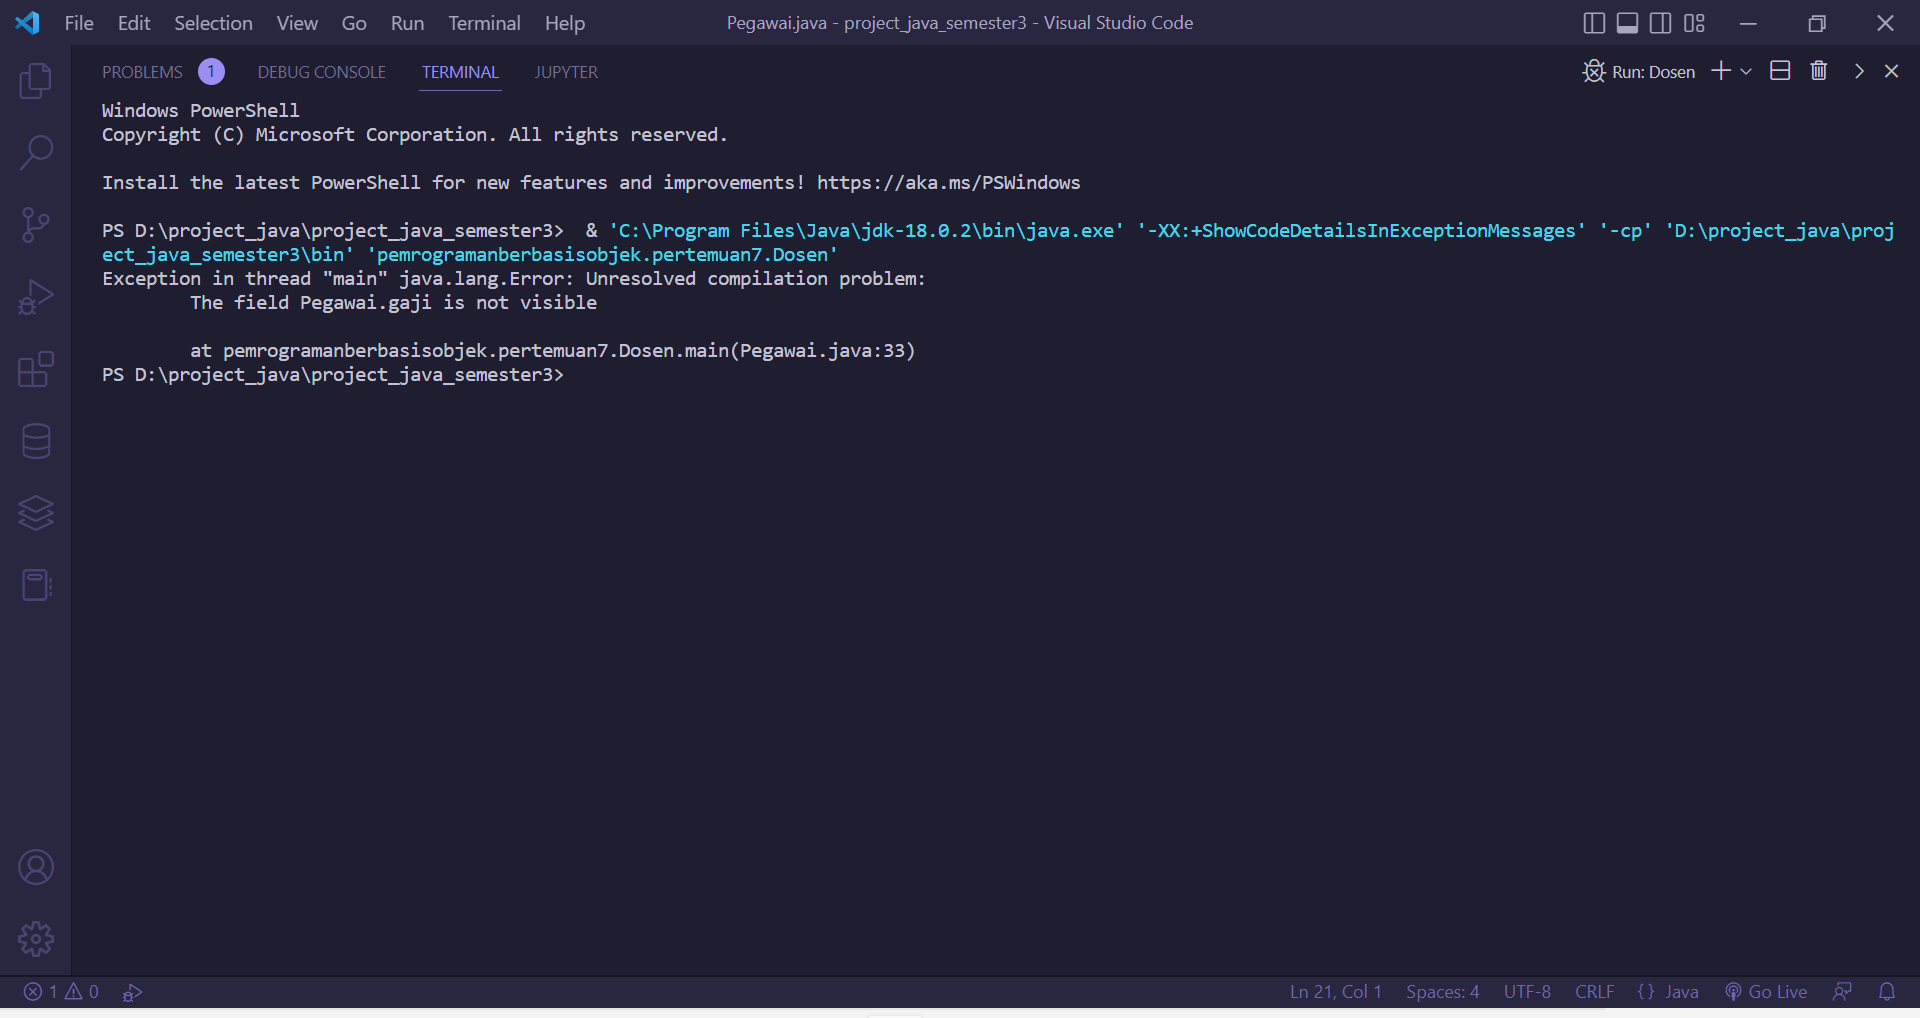 File Edit Selection View Go Run Terminal Help Pegawai.java - project_java_semester3 - Visual Studio Code
PROBLEMS 1 DEBUG CONSOLE TERMINAL JUPYTER Run: Dosen
Windows PowerShell
Copyright (C) Microsoft Corporation. All rights reserved.
Install the latest PowerShell for new features and improvements! https://aka.ms/PSWindows
PS D:\project_java\project_java_semester3>  & 'C:\Program Files\Java\jdk-18.0.2\bin\java.exe' '-XX:+ShowCodeDetailsInExceptionMessages' '-cp' 'D:\project_java\proj
ect_java_semester3\bin' 'pemrogramanberbasisobjek.pertemuan7.Dosen'
Exception in thread "main" java.lang.Error: Unresolved compilation problem:
The field Pegawai.gaji is not visible
at pemrogramanberbasisobjek.pertemuan7.Dosen.main(Pegawai.java:33)
PS D:\project_java\project_java_semester3>
1 0 Ln 21, Col 1 Spaces: 4 UTF-8 CRLF {} Java Go Live